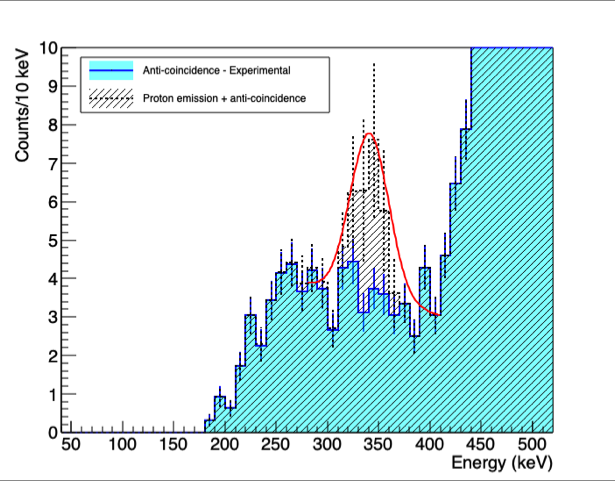 10
9
8
7
6
5
4
3
2
1
0
Counts/10 keV
Anti-coincidence - Experimental
Proton emission + anti-coincidence
50 100 150 200 250 300 350 400 450 500
Energy (keV)